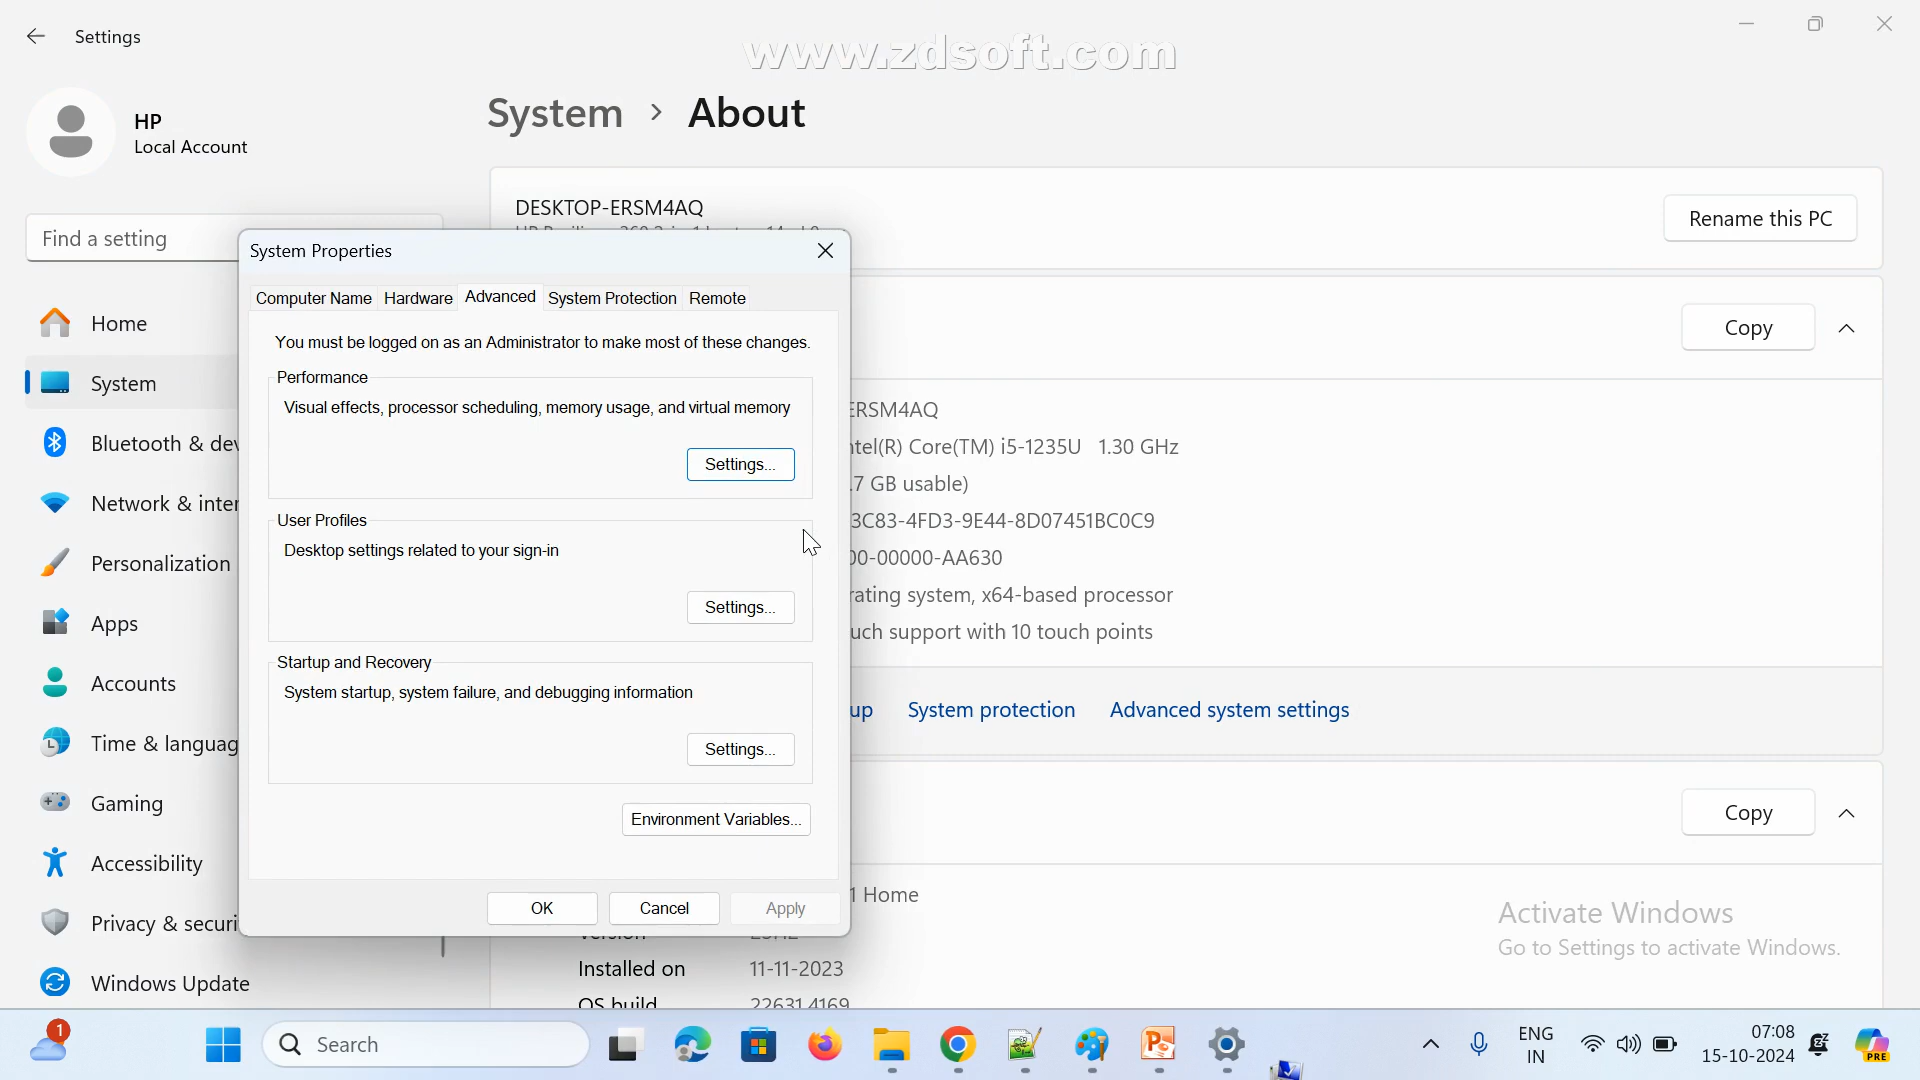 Settings
www.zdsoft.com
HP
Local Account
System > About
Find a setting
DESKTOP-ERSM4AQ
Rename this PC
System Properties
Computer Name Hardware Advanced System Protection Remote
You must be logged on as an Administrator to make most of these changes.
Performance
Visual effects, processor scheduling, memory usage, and virtual memory
Settings...
User Profiles
Desktop settings related to your sign-in
Settings...
Startup and Recovery
System startup, system failure, and debugging information
Settings...
Environment Variables...
OK Cancel Apply
Home
System
Bluetooth & dev
Network & inter
Personalization
Apps
Accounts
Time & languag
Gaming
Accessibility
Privacy & securi
Windows Update
Copy
ERSM4AQ
ntel(R) Core(TM) i5-1235U 1.30 GHz
.7 GB usable)
3C83-4FD3-9E44-8D07451BC0C9
00-00000-AA630
rating system, x64-based processor
uch support with 10 touch points
up System protection Advanced system settings
Copy
1 Home
Installed on 11-11-2023
OS build 22631.4169
Activate Windows
Go to Settings to activate Windows.
1
Search
ENG
IN
07:08
15-10-2024
PRE